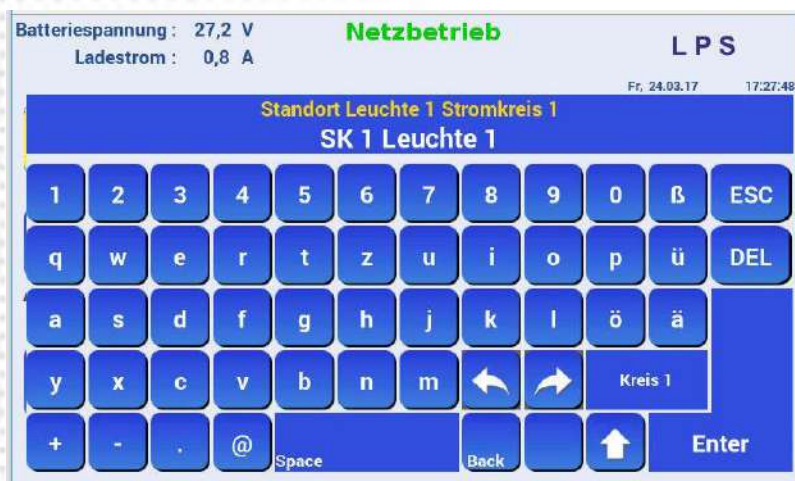 Batteriespannung : 27,2 V
Netzbetrieb
Ladestrom : 0,8 A
LPS
Fr, 24.03.17 17:27:48
Standort Leuchte 1 Stromkreis 1
SK 1 Leuchte 1
1 2 3 4 5 6 7 8 9 0 ß ESC
q w e r t z u i o p ü DEL
a s d f g h j k l ö ä
y x c v b n m Kreis 1
+ - . @ Space Back Enter